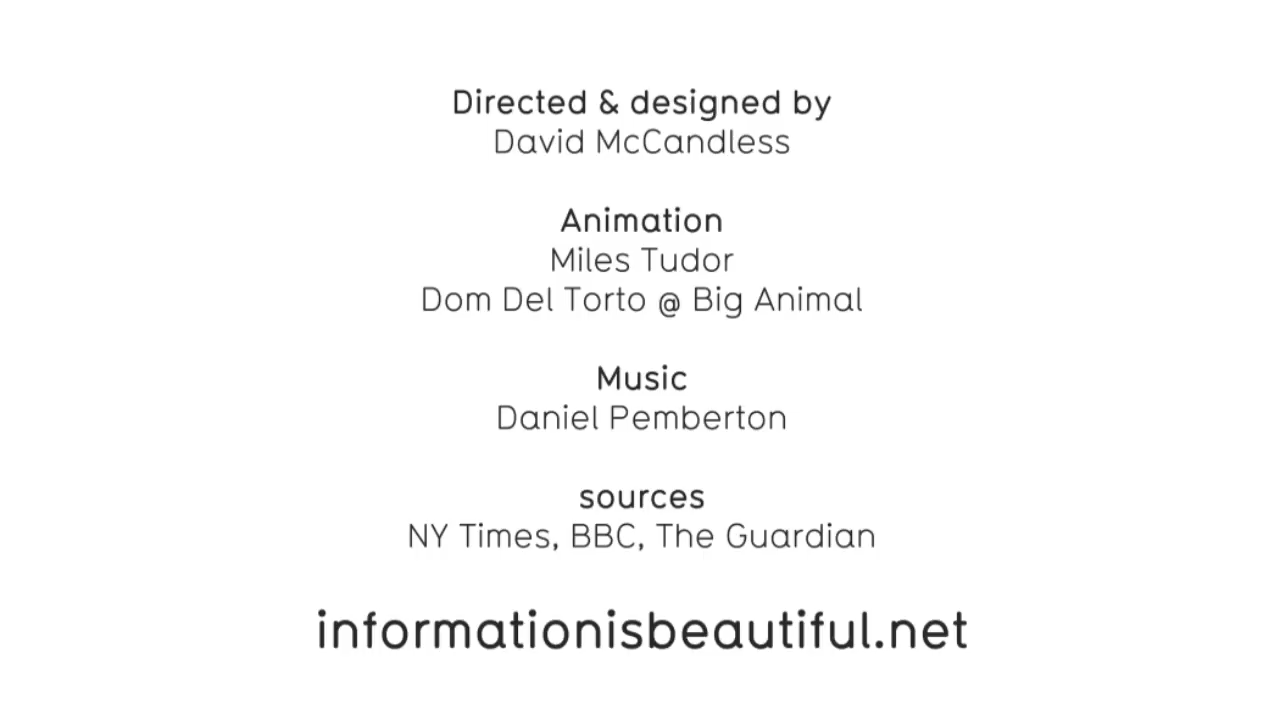 Directed & designed by
David McCandless
Animation
Miles Tudor
Dom Del Torto @ Big Animal
Music
Daniel Pemberton
sources
NY Times, BBC, The Guardian
informationisbeautiful.net